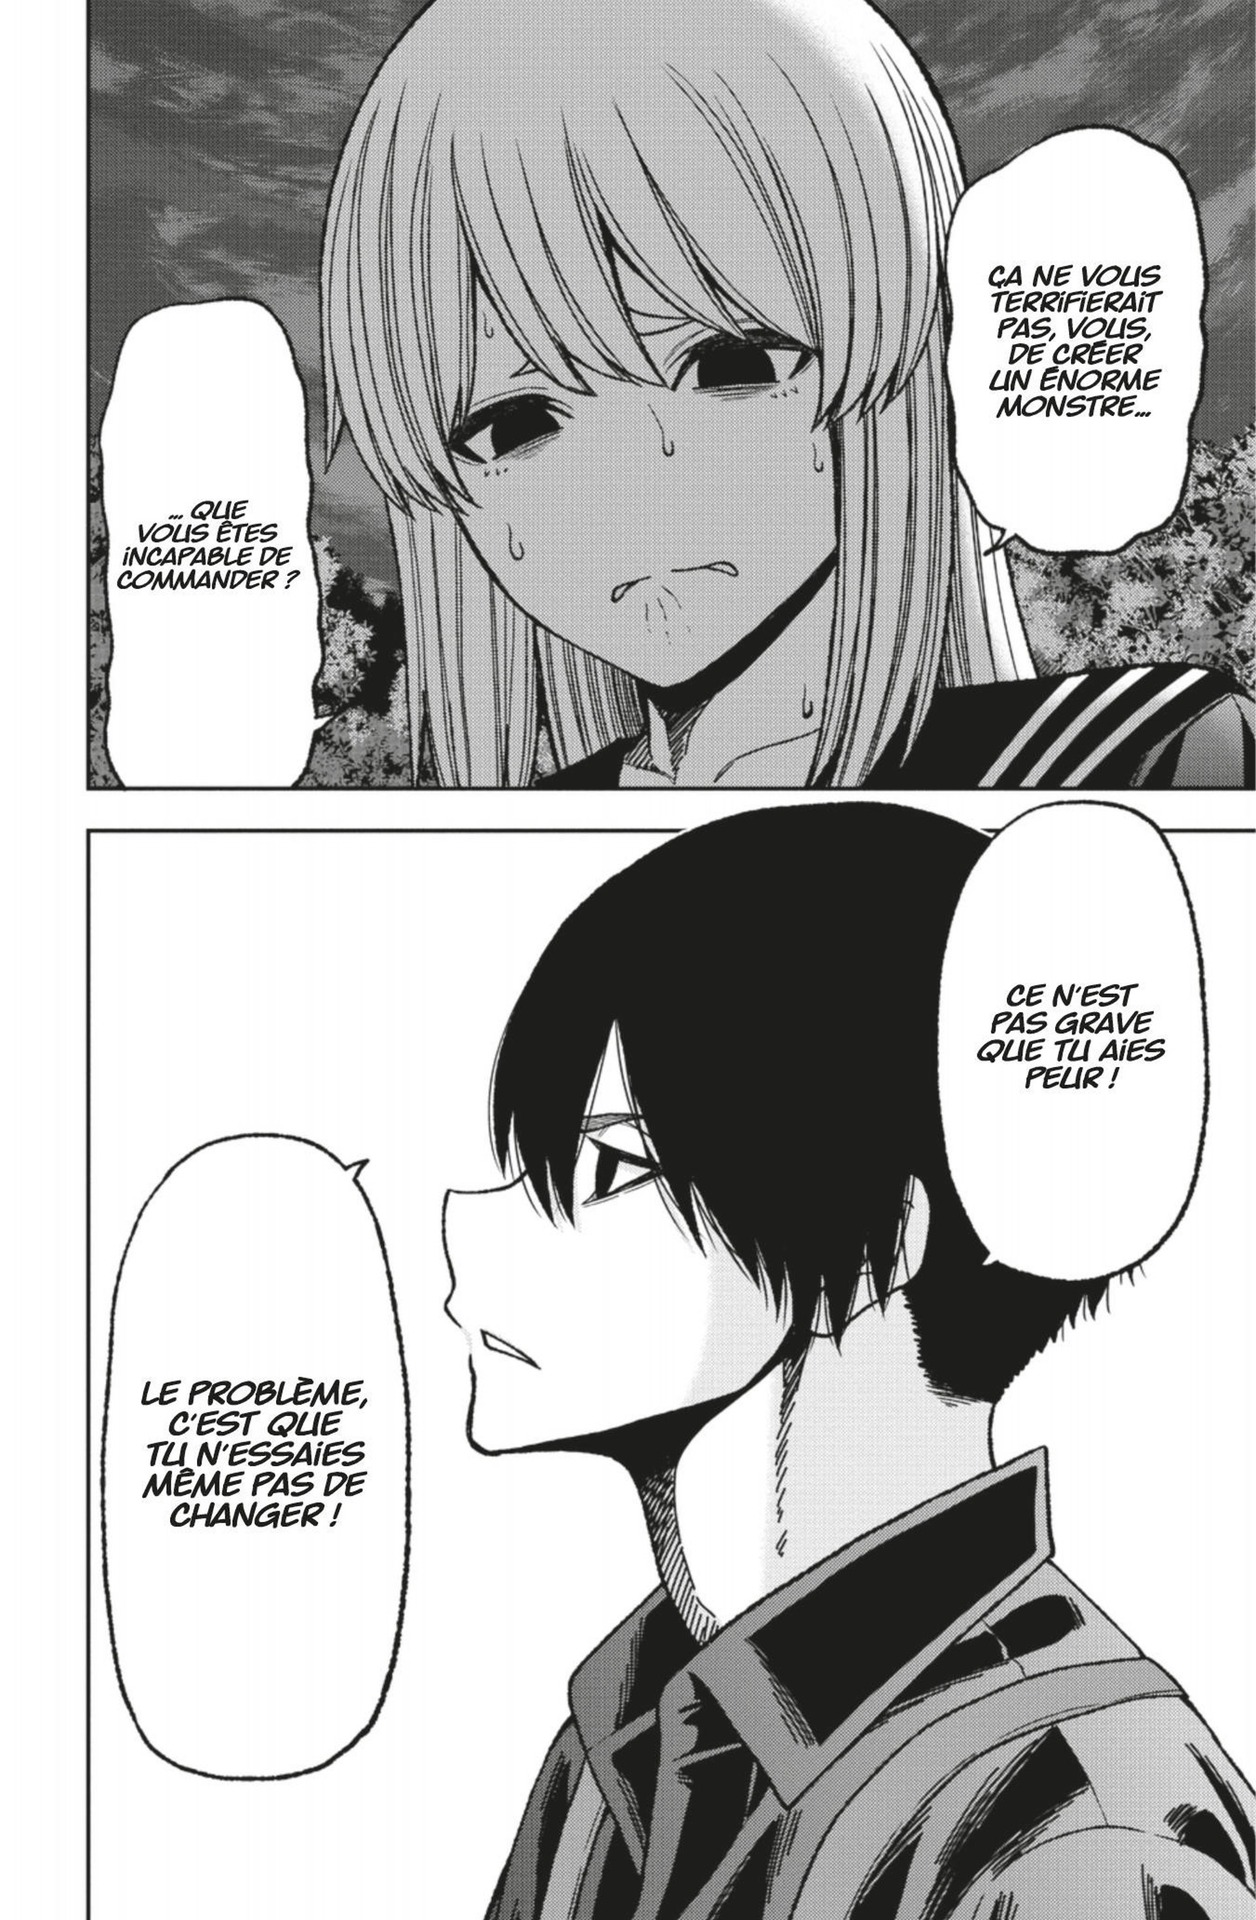 ÇA NE VOUS
TERRIFIERAIT
PAS, VOUS,
DE CRÉER
UN ÉNORME
MONSTRE...
... QUE
VOUS ÊTES
INCAPABLE DE
COMMANDER ?
CE N'EST
PAS GRAVE
QUE TU AIES
PEUR !
LE PROBLÈME,
C'EST QUE
TU N'ESSAIES
MÊME PAS DE
CHANGER !